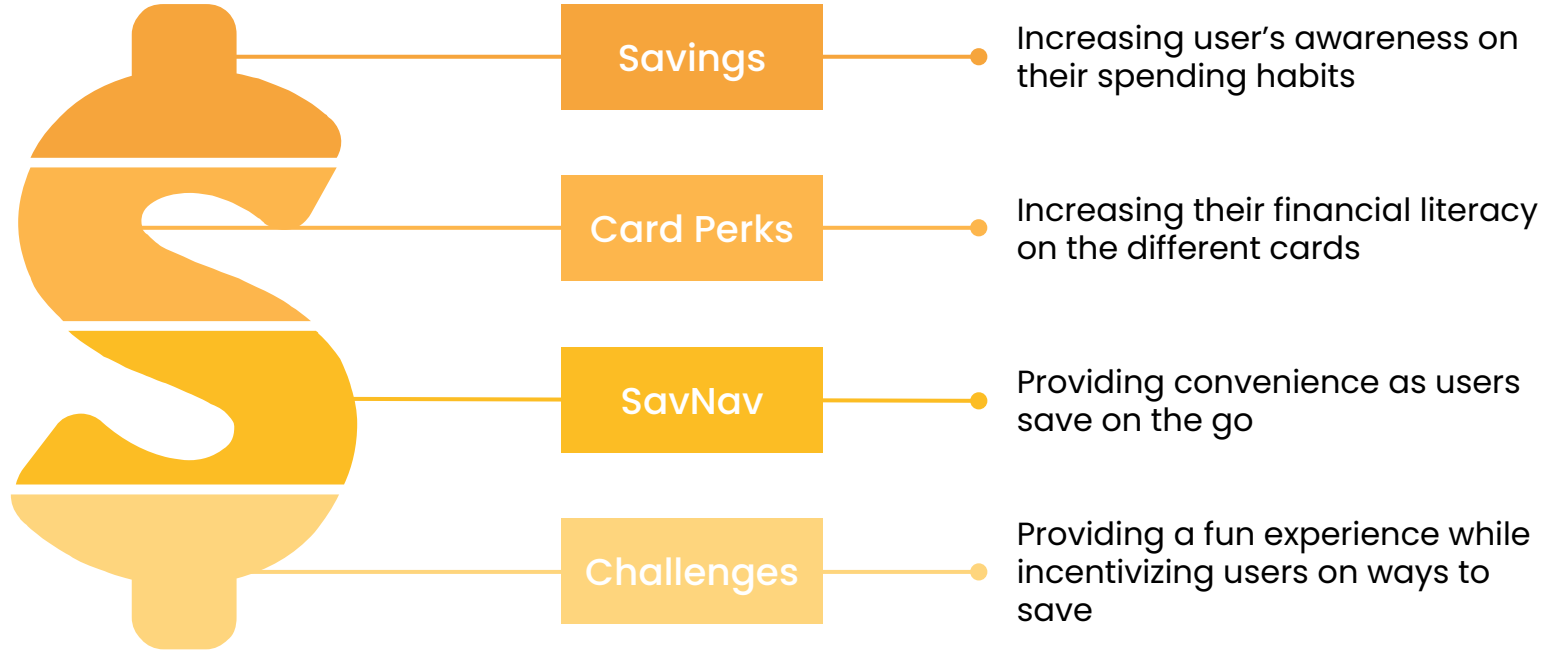 Savings
Increasing user’s awareness on
their spending habits
Card Perks
Increasing their financial literacy
on the different cards
SavNav
Providing convenience as users
save on the go
Challenges
Providing a fun experience while
incentivizing users on ways to
save